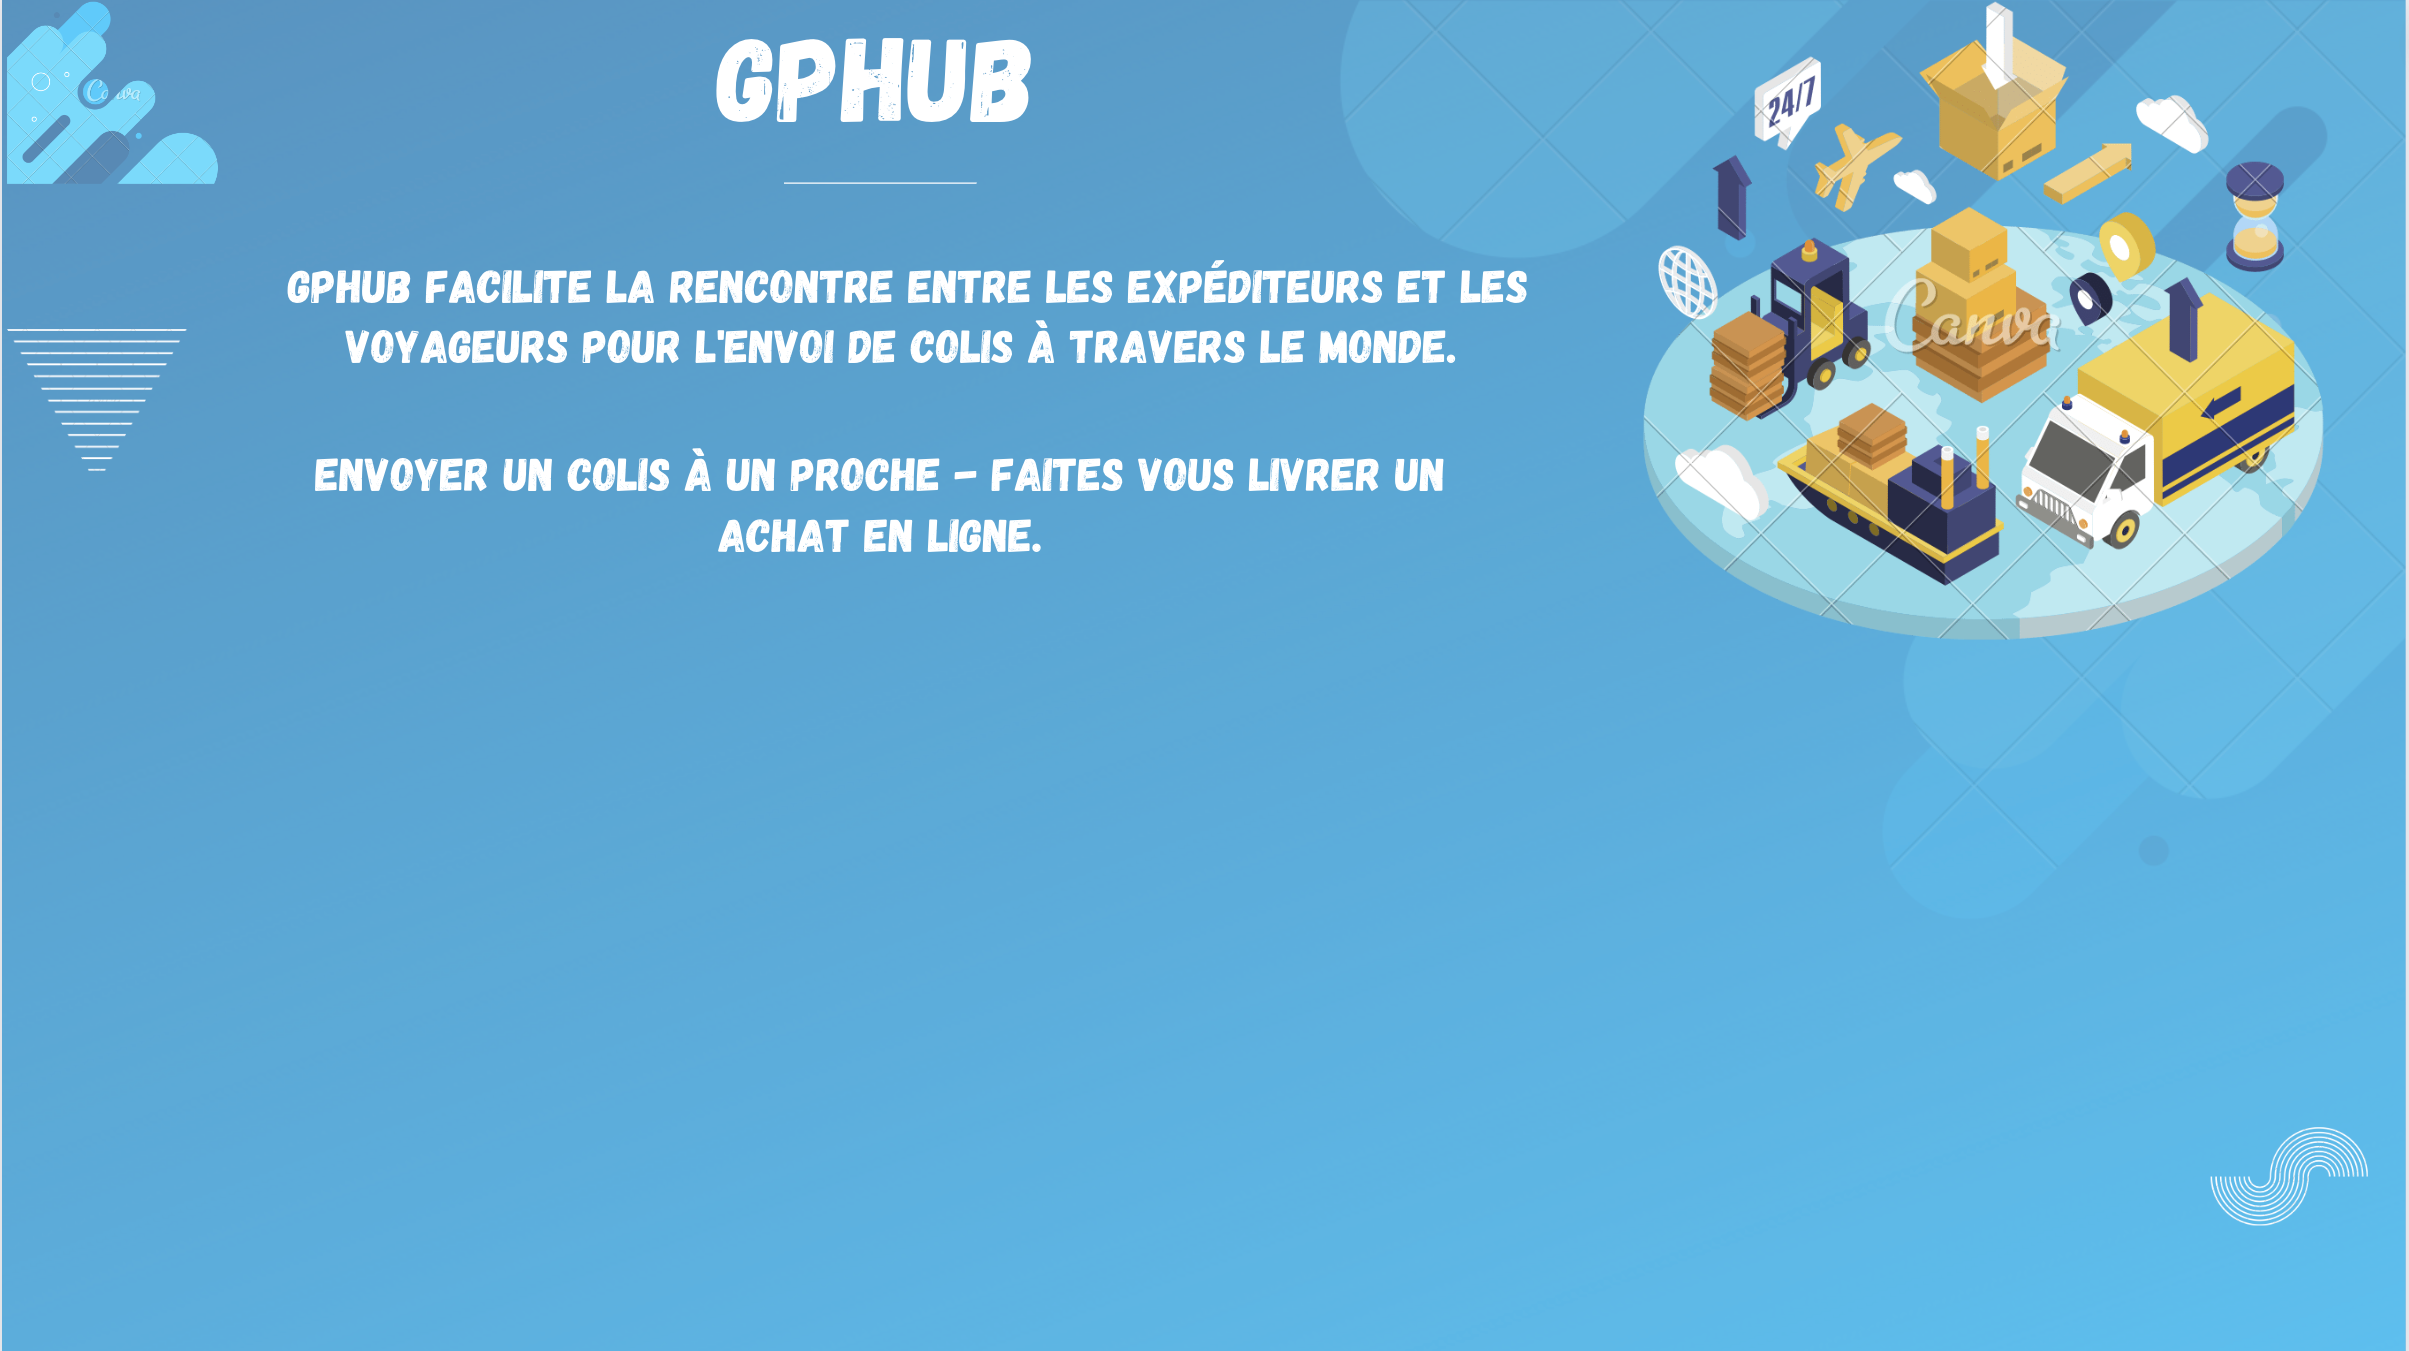 GPHUB
GPHUB FACILITE LA RENCONTRE ENTRE LES EXPÉDITEURS ET LES
VOYAGEURS POUR L'ENVOI DE COLIS À TRAVERS LE MONDE.
ENVOYER UN COLIS À UN PROCHE – FAITES VOUS LIVRER UN
ACHAT EN LIGNE.
24/7
Canva
Canva